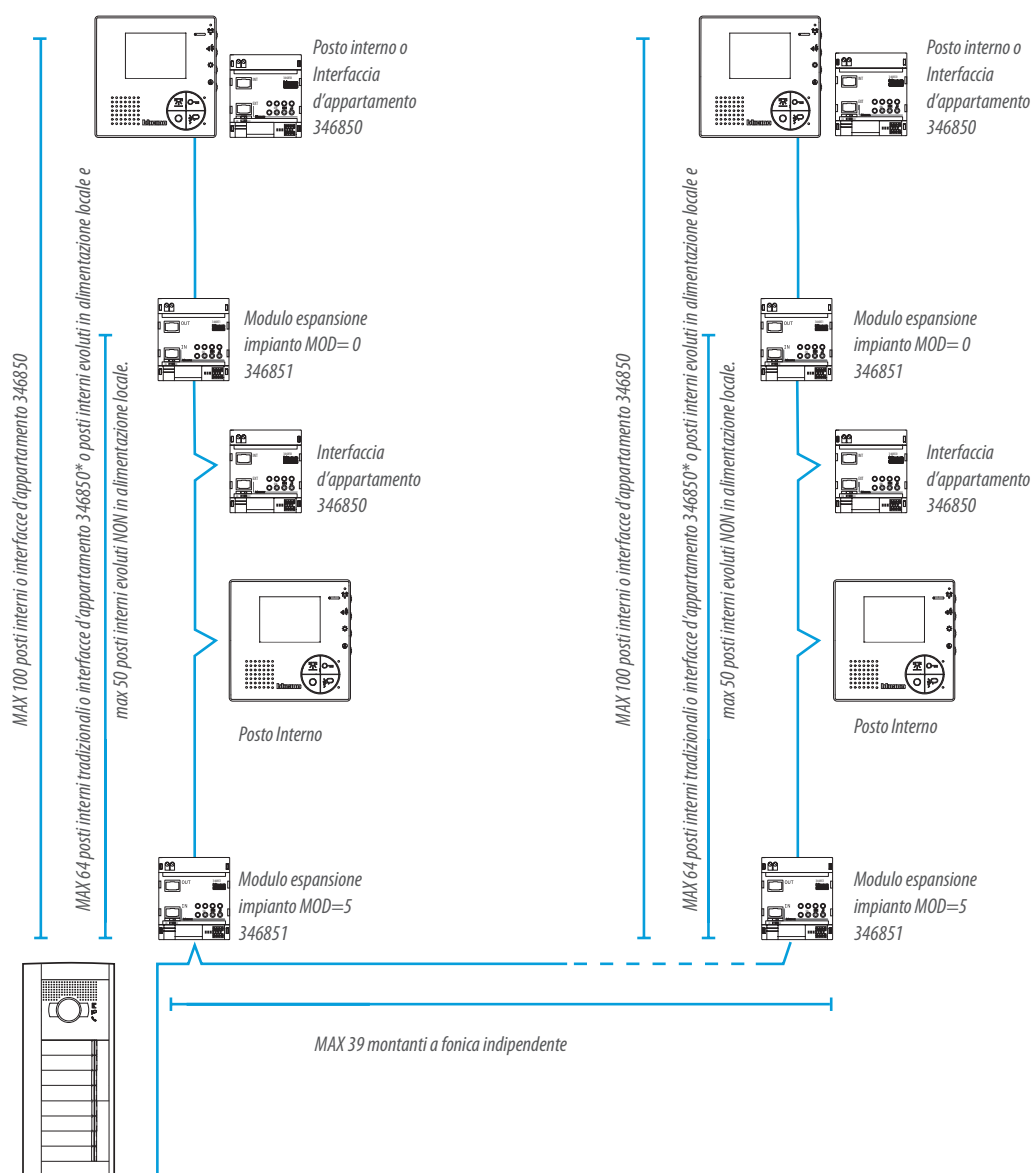 Posto interno o
Interfaccia
d'appartamento
346850
Modulo espansione
impianto MOD= 0
346851
Interfaccia
d'appartamento
346850
Posto Interno
Modulo espansione
impianto MOD=5
346851
MAX 100 posti interni o interfacce d'appartamento 346850
MAX 64 posti interni tradizionali o interfacce d'appartamento 346850* o posti interni evoluti in alimentazione locale e
max 50 posti interni evoluti NON in alimentazione locale.
Posto interno o
Interfaccia
d'appartamento
346850
Modulo espansione
impianto MOD= 0
346851
Interfaccia
d'appartamento
346850
Posto Interno
Modulo espansione
impianto MOD=5
346851
MAX 100 posti interni o interfacce d'appartamento 346850
MAX 64 posti interni tradizionali o interfacce d'appartamento 346850* o posti interni evoluti in alimentazione locale e
max 50 posti interni evoluti NON in alimentazione locale.
MAX 39 montanti a fonica indipendente